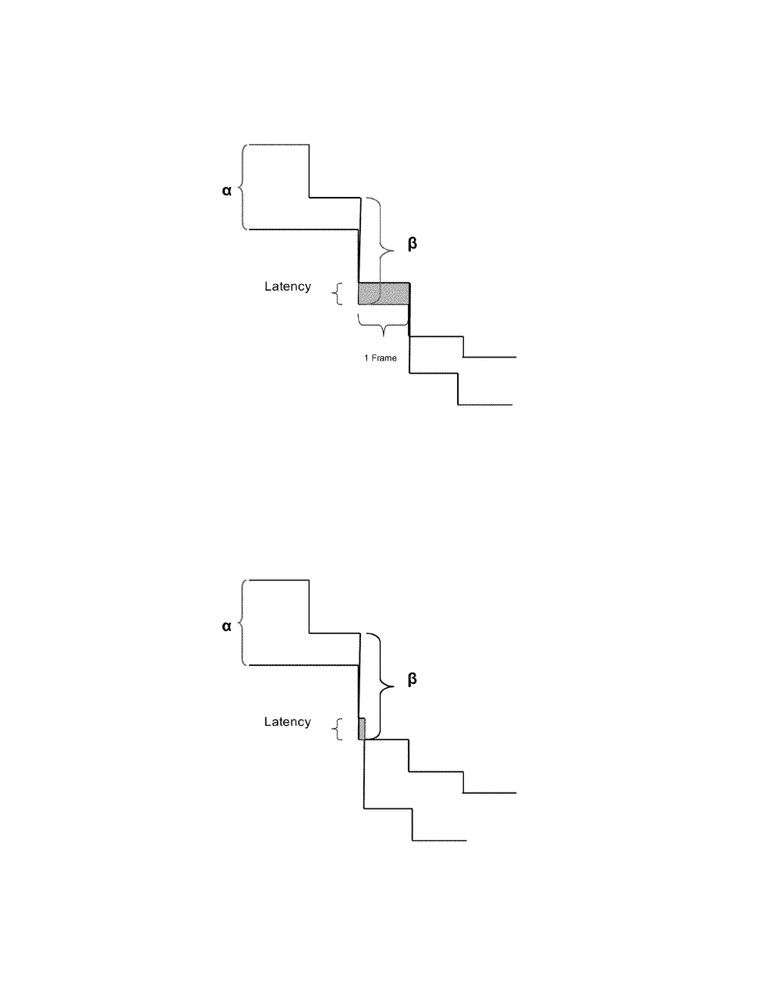 α
β
Latency
1 Frame
α
β
Latency